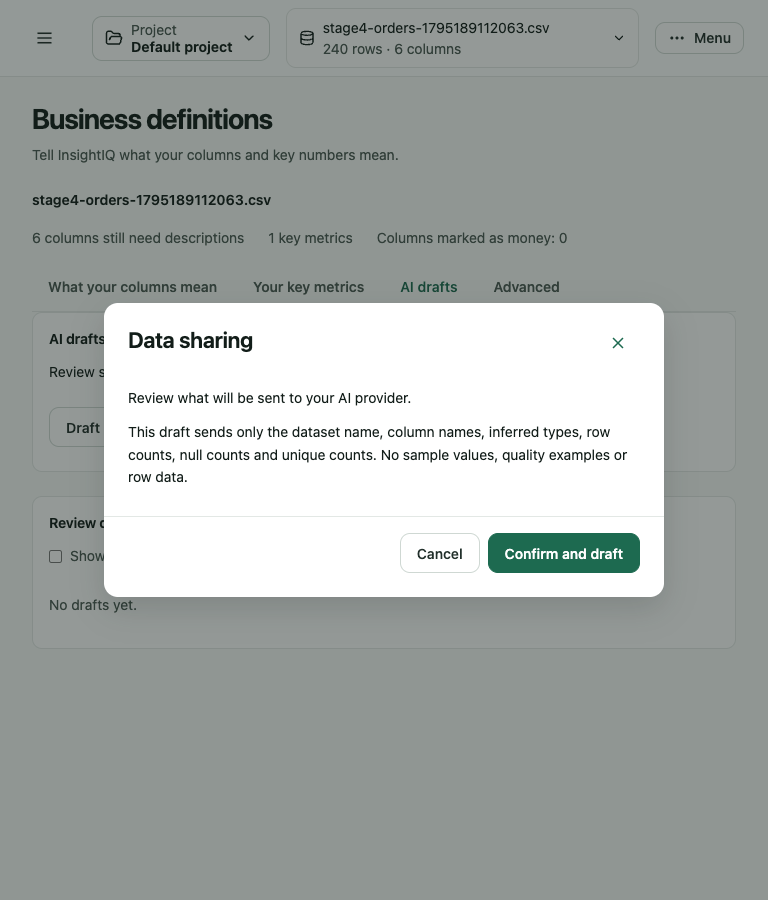 Project
Default project
stage4-orders-1795189112063.csv
240 rows · 6 columns
Menu
Business definitions
Tell InsightIQ what your columns and key numbers mean.
stage4-orders-1795189112063.csv
6 columns still need descriptions 1 key metrics Columns marked as money: 0
What your columns mean Your key metrics AI drafts Advanced
AI drafts
Review
Draft
Data sharing
Review what will be sent to your AI provider.
This draft sends only the dataset name, column names, inferred types, row
counts, null counts and unique counts. No sample values, quality examples or
row data.
Cancel Confirm and draft
Review
Show
No drafts yet.